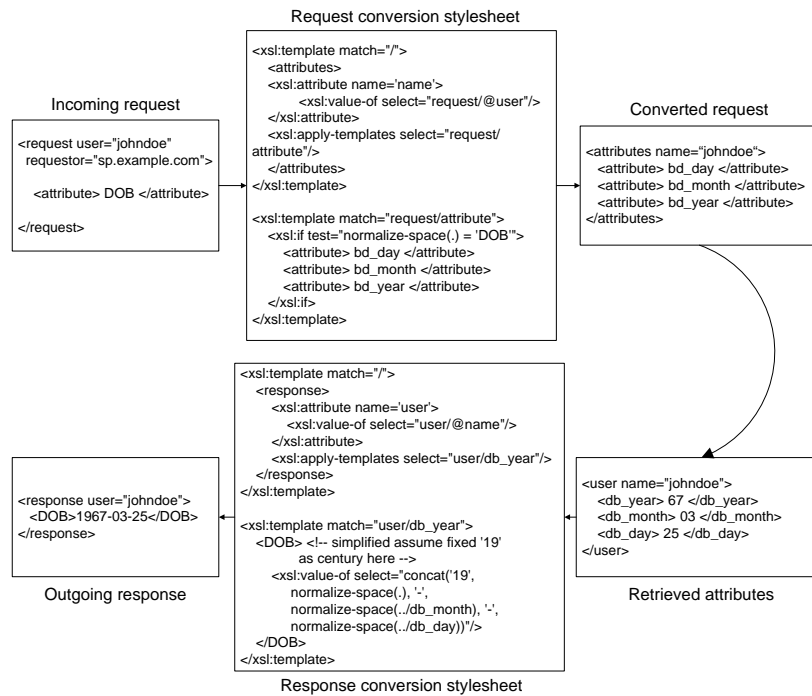 Request conversion stylesheet
<xsl:template match="/">
<attributes>
<xsl:attribute name='name'>
<xsl:value-of select="request/@user"/>
</xsl:attribute>
<xsl:apply-templates select="request/
attribute"/>
</attributes>
</xsl:template>
<xsl:template match="request/attribute">
<xsl:if test="normalize-space(.) = 'DOB'">
<attribute> bd_day </attribute>
<attribute> bd_month </attribute>
<attribute> bd_year </attribute>
</xsl:if>
</xsl:template>
Incoming request
<request user="johndoe"
requestor="sp.example.com">
<attribute> DOB </attribute>
</request>
Converted request
<attributes name=“johndoe“>
<attribute> bd_day </attribute>
<attribute> bd_month </attribute>
<attribute> bd_year </attribute>
</attributes>
<user name="johndoe">
<db_year> 67 </db_year>
<db_month> 03 </db_month>
<db_day> 25 </db_day>
</user>
Retrieved attributes
<xsl:template match="/">
<response>
<xsl:attribute name='user'>
<xsl:value-of select="user/@name"/>
</xsl:attribute>
<xsl:apply-templates select="user/db_year"/>
</response>
</xsl:template>
<xsl:template match="user/db_year">
<DOB> <!-- simplified assume fixed '19'
as century here -->
<xsl:value-of select="concat('19',
normalize-space(.), '-',
normalize-space(../db_month), '-',
normalize-space(../db_day))"/>
</DOB>
</xsl:template>
Response conversion stylesheet
<response user="johndoe">
<DOB>1967-03-25</DOB>
</response>
Outgoing response